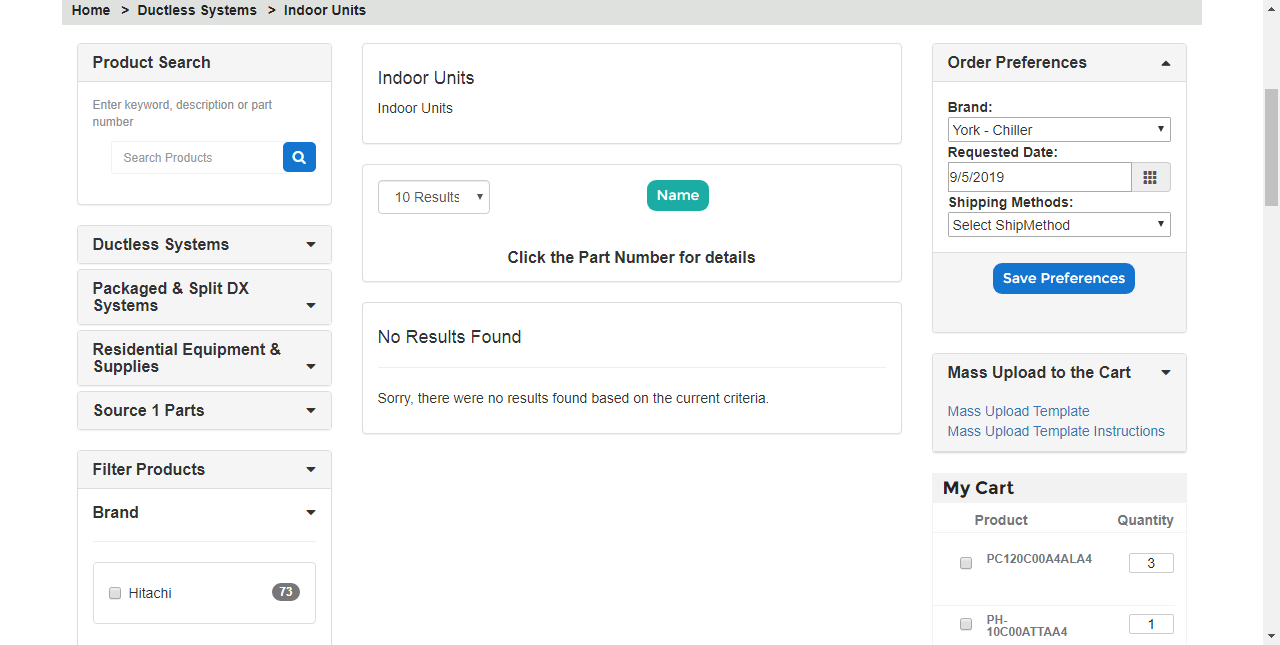 Home > Ductless Systems > Indoor Units
Product Search
Enter keyword, description or part
number
Search Products
Ductless Systems
Packaged & Split DX
Systems
Residential Equipment &
Supplies
Source 1 Parts
Filter Products
Brand
Hitachi 73
Indoor Units
Indoor Units
10 Results
Name
Click the Part Number for details
No Results Found
Sorry, there were no results found based on the current criteria.
Order Preferences
Brand:
York - Chiller
Requested Date:
9/5/2019
Shipping Methods:
Select ShipMethod
Save Preferences
Mass Upload to the Cart
Mass Upload Template
Mass Upload Template Instructions
My Cart
Product Quantity
PC120C00A4ALA4 3
PH-
10C00ATTAA4 1